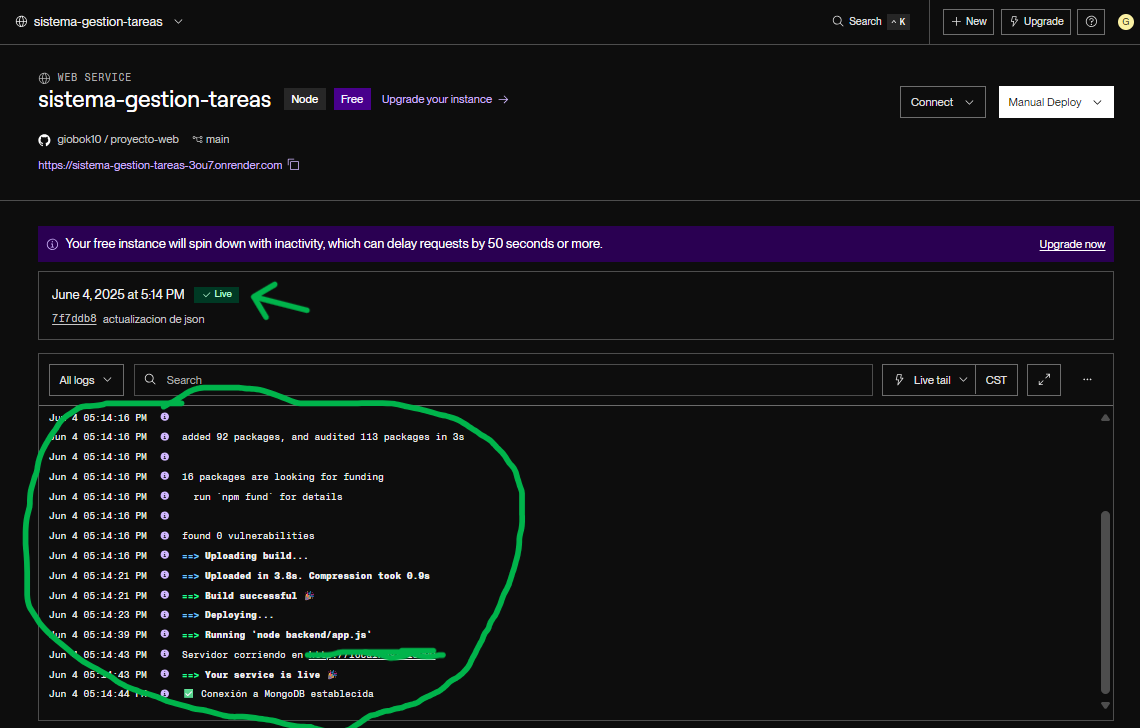 sistema-gestion-tareas
Search ^ K
+ New
Upgrade
G
WEB SERVICE
sistema-gestion-tareas Node Free Upgrade your instance →
Connect
Manual Deploy
giobok10 / proyecto-web main
https://sistema-gestion-tareas-3ou7.onrender.com
Your free instance will spin down with inactivity, which can delay requests by 50 seconds or more.
Upgrade now
June 4, 2025 at 5:14 PM ✓ Live
7f7ddb8 actualizacion de json
All logs
Search
Live tail
CST
...
Jun 4 05:14:16 PM
Jun 4 05:14:16 PM added 92 packages, and audited 113 packages in 3s
Jun 4 05:14:16 PM
Jun 4 05:14:16 PM 16 packages are looking for funding
Jun 4 05:14:16 PM run `npm fund` for details
Jun 4 05:14:16 PM
Jun 4 05:14:16 PM found 0 vulnerabilities
Jun 4 05:14:16 PM ==> Uploading build...
Jun 4 05:14:21 PM ==> Uploaded in 3.8s. Compression took 0.9s
Jun 4 05:14:21 PM ==> Build successful 🎉
Jun 4 05:14:23 PM ==> Deploying...
Jun 4 05:14:39 PM ==> Running 'node backend/app.js'
Jun 4 05:14:43 PM Servidor corriendo en
Jun 4 05:14:43 PM ==> Your service is live 🎉
Jun 4 05:14:44 PM ✅ Conexión a MongoDB establecida